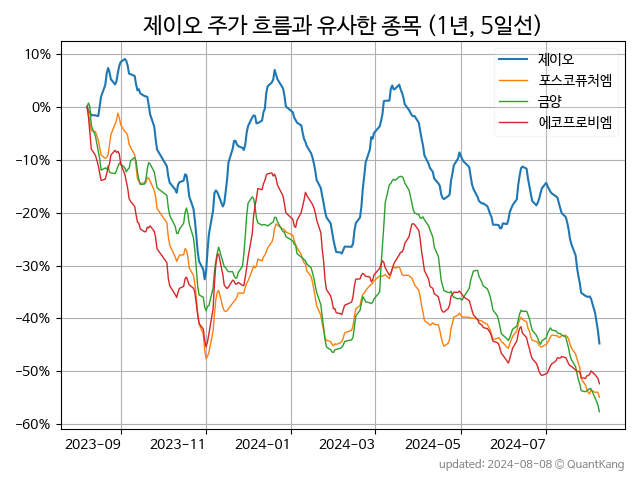 제이오 주가 흐름과 유사한 종목 (1년, 5일선)
제이오
포스코퓨처엠
금양
에코프로비엠
10%
0%
−10%
−20%
−30%
−40%
−50%
−60%
2023-09
2023-11
2024-01
2024-03
2024-05
2024-07
updated: 2024-08-08 © QuantKang